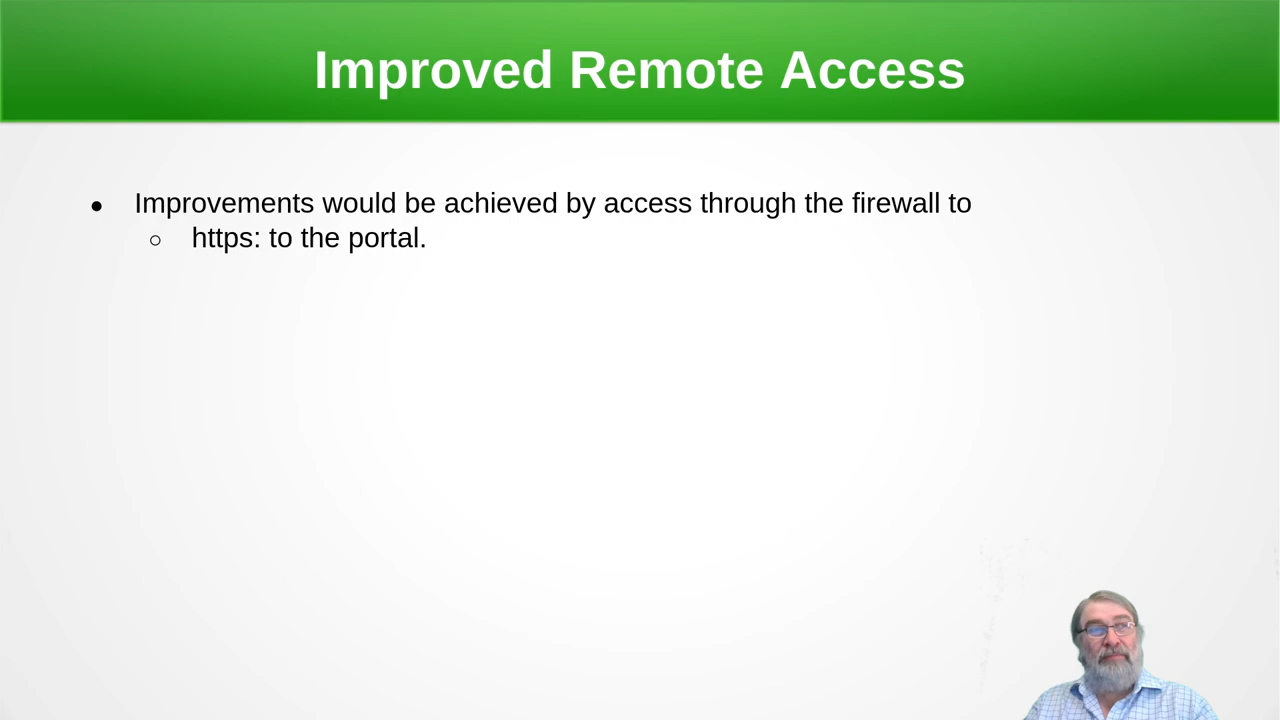 Improved Remote Access
● Improvements would be achieved by access through the firewall to
○ https: to the portal.